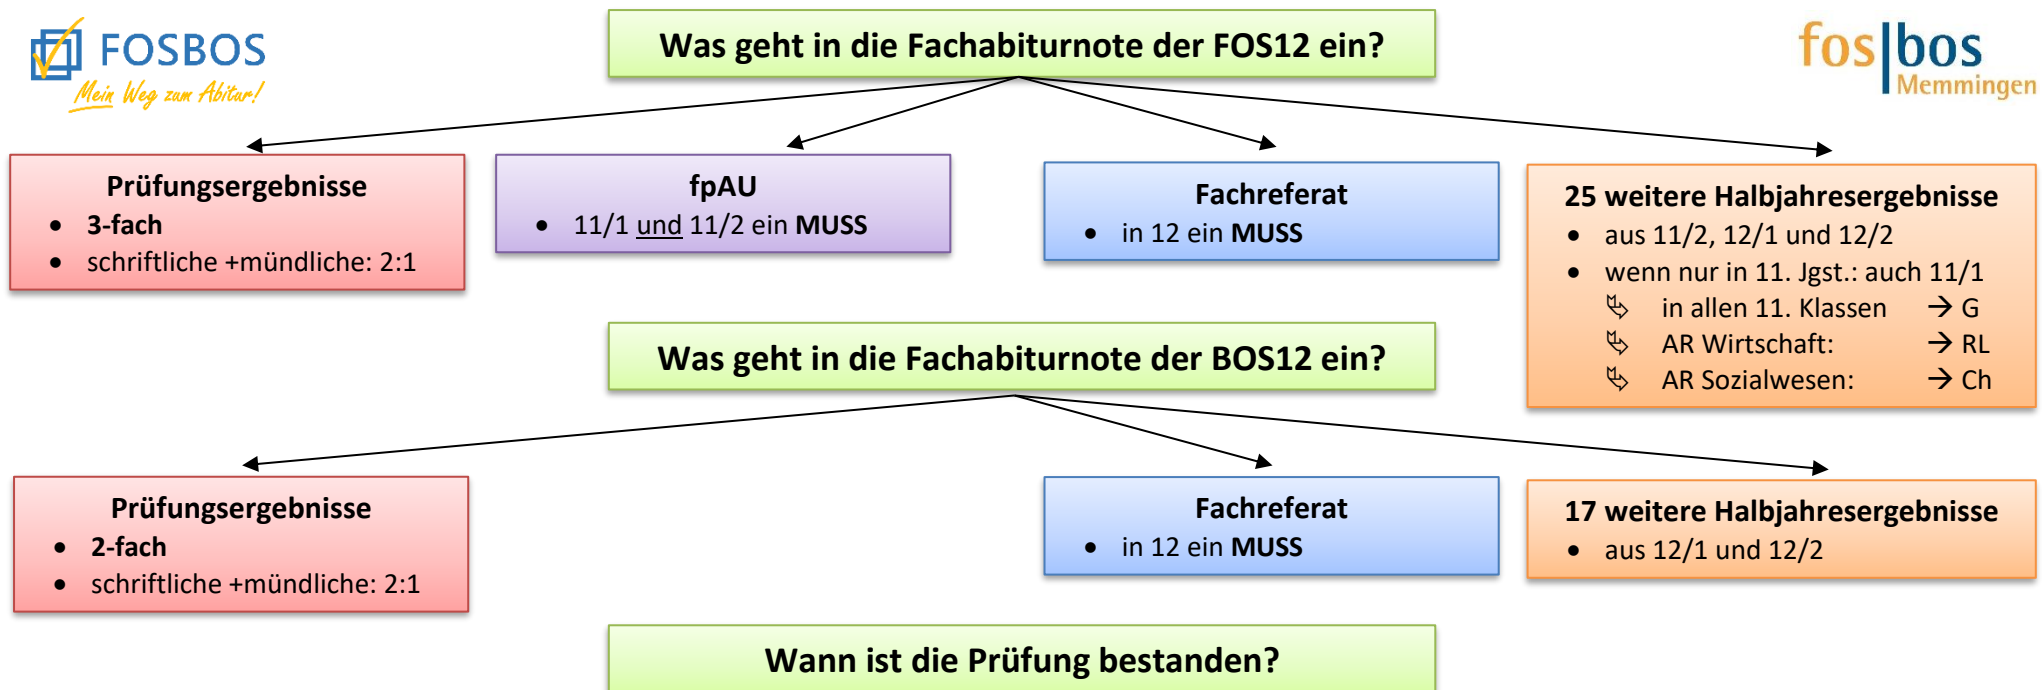 FOSBOS
Mein Weg zum Abitur!
Was geht in die Fachabiturnote der FOS12 ein?
fos|bos
Memmingen
Prüfungsergebnisse
• 3-fach
• schriftliche +mündliche: 2:1
fpAU
• 11/1 und 11/2 ein MUSS
Fachreferat
• in 12 ein MUSS
25 weitere Halbjahresergebnisse
• aus 11/2, 12/1 und 12/2
• wenn nur in 11. Jgst.: auch 11/1
in allen 11. Klassen → G
AR Wirtschaft: → RL
AR Sozialwesen: → Ch
Was geht in die Fachabiturnote der BOS12 ein?
Prüfungsergebnisse
• 2-fach
• schriftliche +mündliche: 2:1
Fachreferat
• in 12 ein MUSS
17 weitere Halbjahresergebnisse
• aus 12/1 und 12/2
Wann ist die Prüfung bestanden?